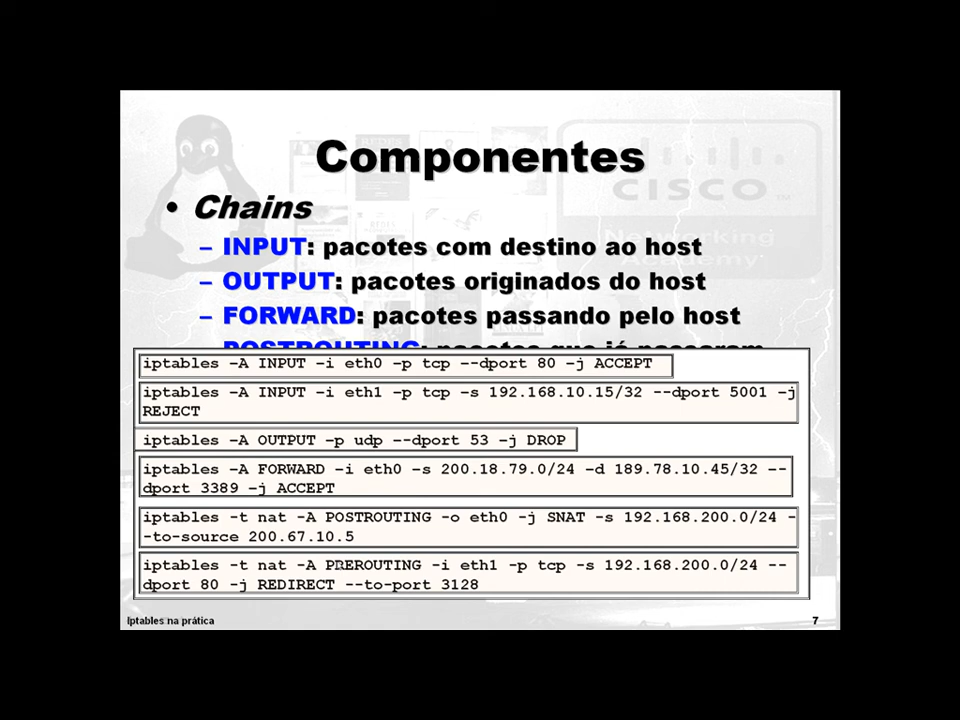 Componentes
CISCO
Networking
Academy
• Chains
– INPUT: pacotes com destino ao host
– OUTPUT: pacotes originados do host
– FORWARD: pacotes passando pelo host
– POSTROUTING: pacotes que já passaram
iptables –A INPUT –i eth0 –p tcp --dport 80 –j ACCEPT
iptables –A INPUT –i eth1 –p tcp –s 192.168.10.15/32 --dport 5001 –j
REJECT
iptables –A OUTPUT –p udp --dport 53 –j DROP
iptables –A FORWARD –i eth0 –s 200.18.79.0/24 –d 189.78.10.45/32 --
dport 3389 –j ACCEPT
iptables -t nat -A POSTROUTING -o eth0 -j SNAT -s 192.168.200.0/24 -
-to-source 200.67.10.5
iptables -t nat -A PREROUTING -i eth1 -p tcp -s 192.168.200.0/24 --
dport 80 -j REDIRECT --to-port 3128
Iptables na prática
7